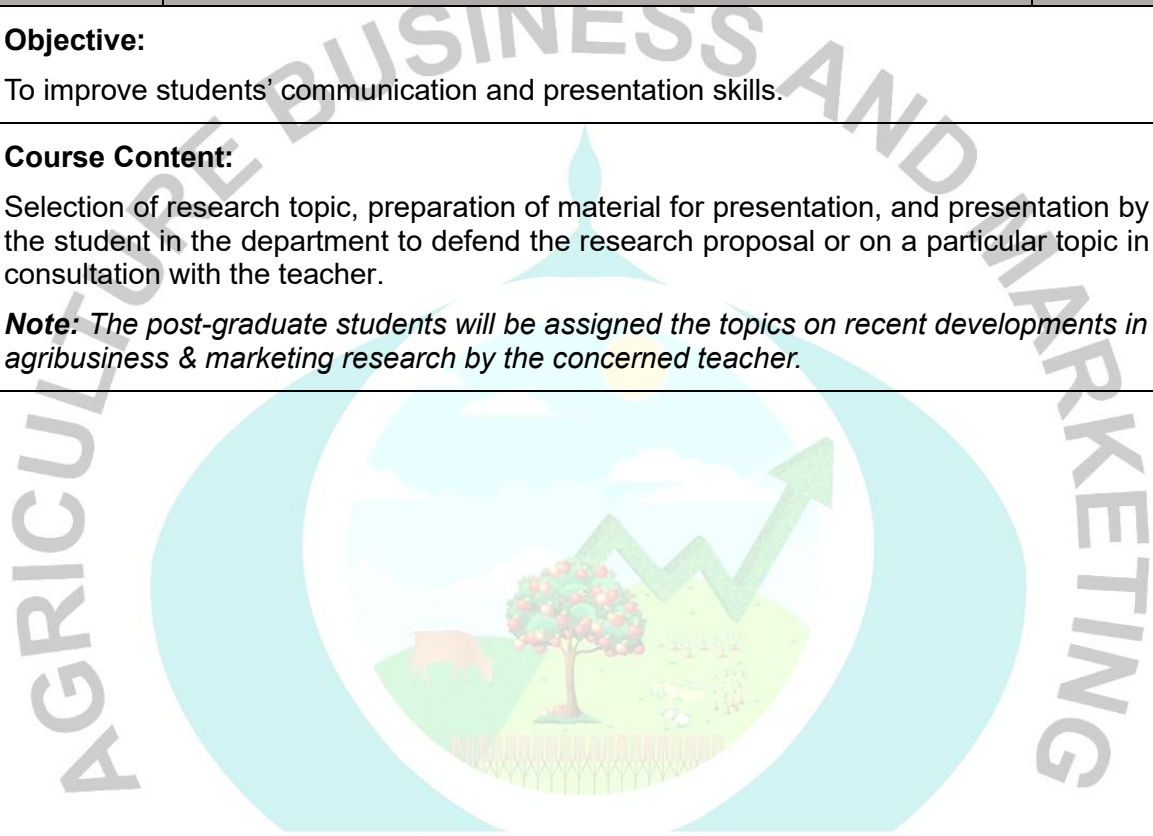 Objective:
To improve students’ communication and presentation skills.
Course Content:
Selection of research topic, preparation of material for presentation, and presentation by
the student in the department to defend the research proposal or on a particular topic in
consultation with the teacher.
Note: The post-graduate students will be assigned the topics on recent developments in
agribusiness & marketing research by the concerned teacher.
AGRICULTURE BUSINESS AND MARKETING